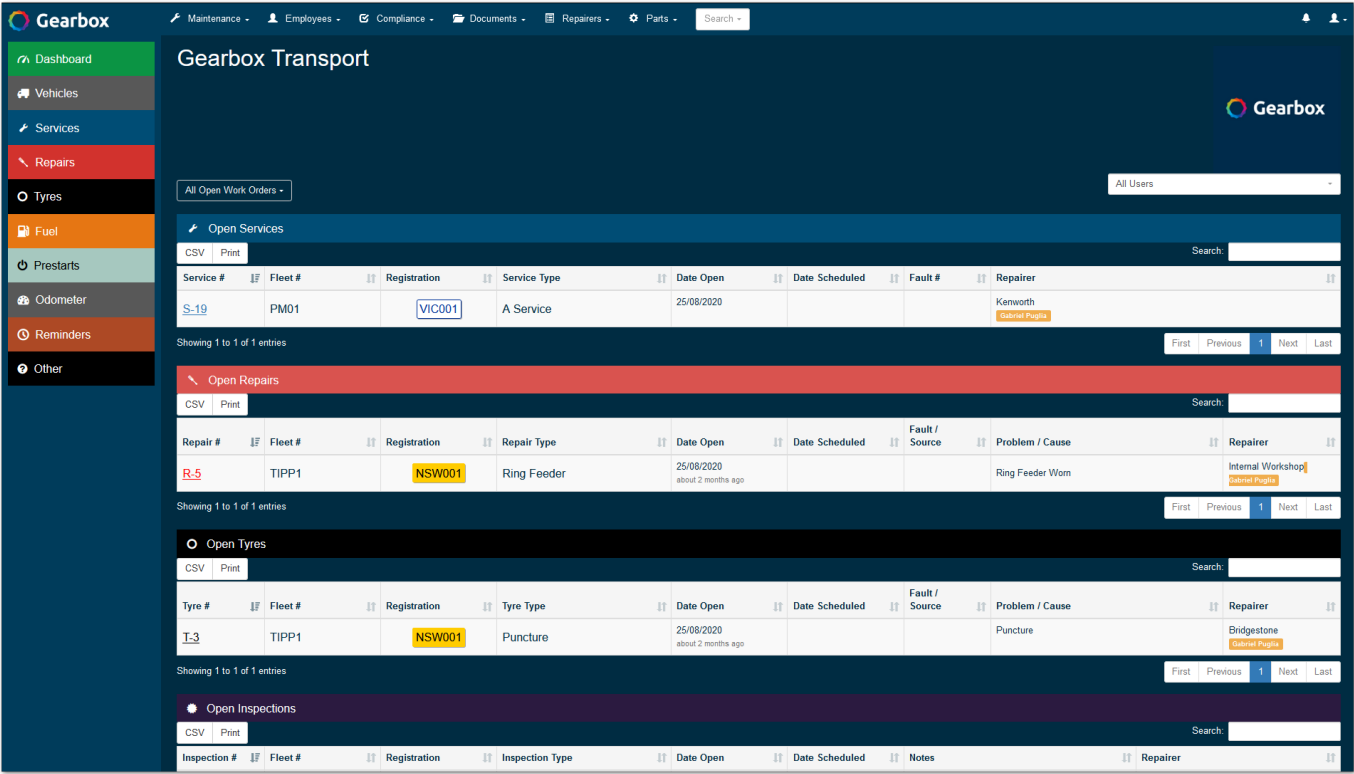 Gearbox
Maintenance
Employees
Compliance
Documents
Repairers
Parts
Search
Dashboard
Vehicles
Services
Repairs
Tyres
Fuel
Prestarts
Odometer
Reminders
Other
Gearbox Transport
Gearbox
All Open Work Orders
All Users
Open Services
CSV Print
Search:
Service # Fleet # Registration Service Type Date Open Date Scheduled Fault # Repairer
S-19 PM01 VIC001 A Service 25/08/2020 Kenworth
Gabriel Puglia
Showing 1 to 1 of 1 entries
First Previous 1 Next Last
Open Repairs
CSV Print
Search:
Repair # Fleet # Registration Repair Type Date Open Date Scheduled Fault / Source Problem / Cause Repairer
R-5 TIPP1 NSW001 Ring Feeder 25/08/2020 Ring Feeder Worn Internal Workshop
about 2 months ago Gabriel Puglia
Showing 1 to 1 of 1 entries
First Previous 1 Next Last
Open Tyres
CSV Print
Search:
Tyre # Fleet # Registration Tyre Type Date Open Date Scheduled Fault / Source Problem / Cause Repairer
T-3 TIPP1 NSW001 Puncture 25/08/2020 Puncture Bridgestone
about 2 months ago Gabriel Puglia
Showing 1 to 1 of 1 entries
First Previous 1 Next Last
Open Inspections
CSV Print
Search:
Inspection # Fleet # Registration Inspection Type Date Open Date Scheduled Notes Repairer